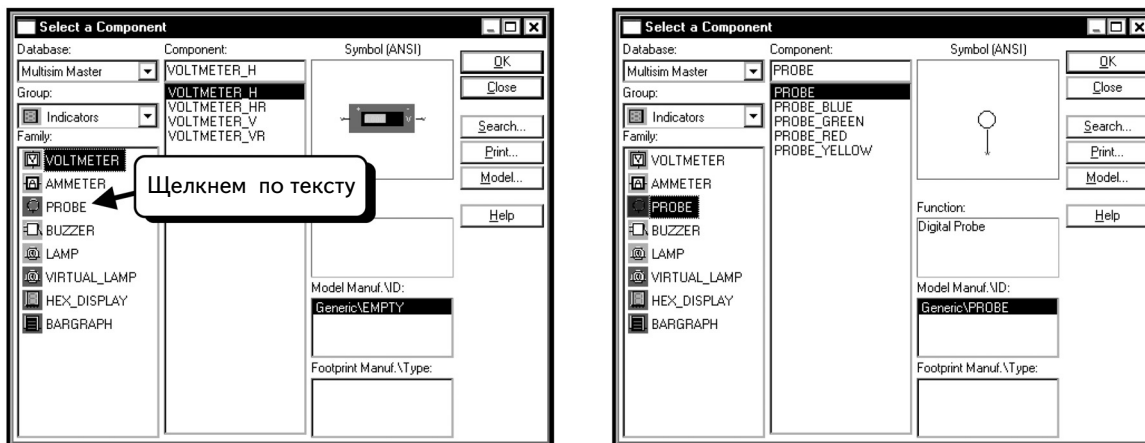 Select a Component
Database:
Multisim Master
Group:
Indicators
Family:
VOLTMETER
AMMETER
PROBE
BUZZER
LAMP
VIRTUAL_LAMP
HEX_DISPLAY
BARGRAPH
Щелкнем по тексту
Component:
VOLTMETER_H
VOLTMETER_H
VOLTMETER_HR
VOLTMETER_V
VOLTMETER_VR
Symbol (ANSI)
Model Manuf.\ID:
Generic\EMPTY
Footprint Manuf.\Type:
OK
Close
Search...
Print...
Model...
Help
Select a Component
Database:
Multisim Master
Group:
Indicators
Family:
VOLTMETER
AMMETER
PROBE
BUZZER
LAMP
VIRTUAL_LAMP
HEX_DISPLAY
BARGRAPH
Component:
PROBE
PROBE
PROBE_BLUE
PROBE_GREEN
PROBE_RED
PROBE_YELLOW
Symbol (ANSI)
Function:
Digital Probe
Model Manuf.\ID:
Generic\PROBE
Footprint Manuf.\Type:
OK
Close
Search...
Print...
Model...
Help